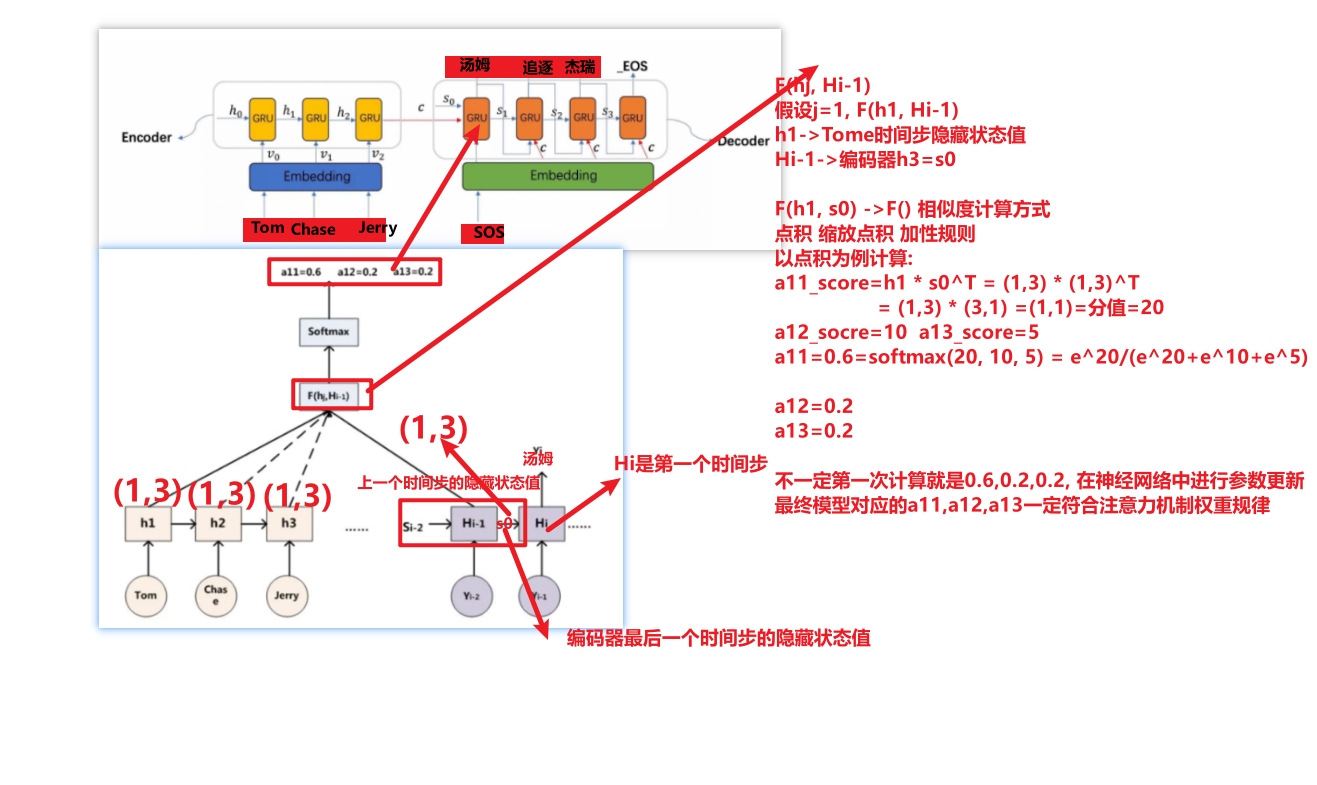 汤姆 追逐 杰瑞 _EOS
h0 GRU h1 GRU h2 GRU c s0 GRU s1 GRU s2 GRU s3 GRU
Encoder
Decoder
v0 v1 v2 c c c
Embedding
Embedding
Tom Chase Jerry
SOS
a11=0.6 a12=0.2 a13=0.2
Softmax
F(hj,Hi-1)
(1,3)
Yi
汤姆
Hi是第一个时间步
上一个时间步的隐藏状态值
(1,3) (1,3) (1,3)
h1 h2 h3 …… Si-2 Hi-1 s0 Hi ……
Tom Chas
e Jerry Yi-2 Yi-1
编码器最后一个时间步的隐藏状态值
F(hj, Hi-1)
假设j=1, F(h1, Hi-1)
h1->Tome时间步隐藏状态值
Hi-1->编码器h3=s0
F(h1, s0) ->F() 相似度计算方式
点积 缩放点积 加性规则
以点积为例计算:
a11_score=h1 * s0^T = (1,3) * (1,3)^T
= (1,3) * (3,1) =(1,1)=分值=20
a12_socre=10 a13_score=5
a11=0.6=softmax(20, 10, 5) = e^20/(e^20+e^10+e^5)
a12=0.2
a13=0.2
不一定第一次计算就是0.6,0.2,0.2, 在神经网络中进行参数更新
最终模型对应的a11,a12,a13一定符合注意力机制权重规律